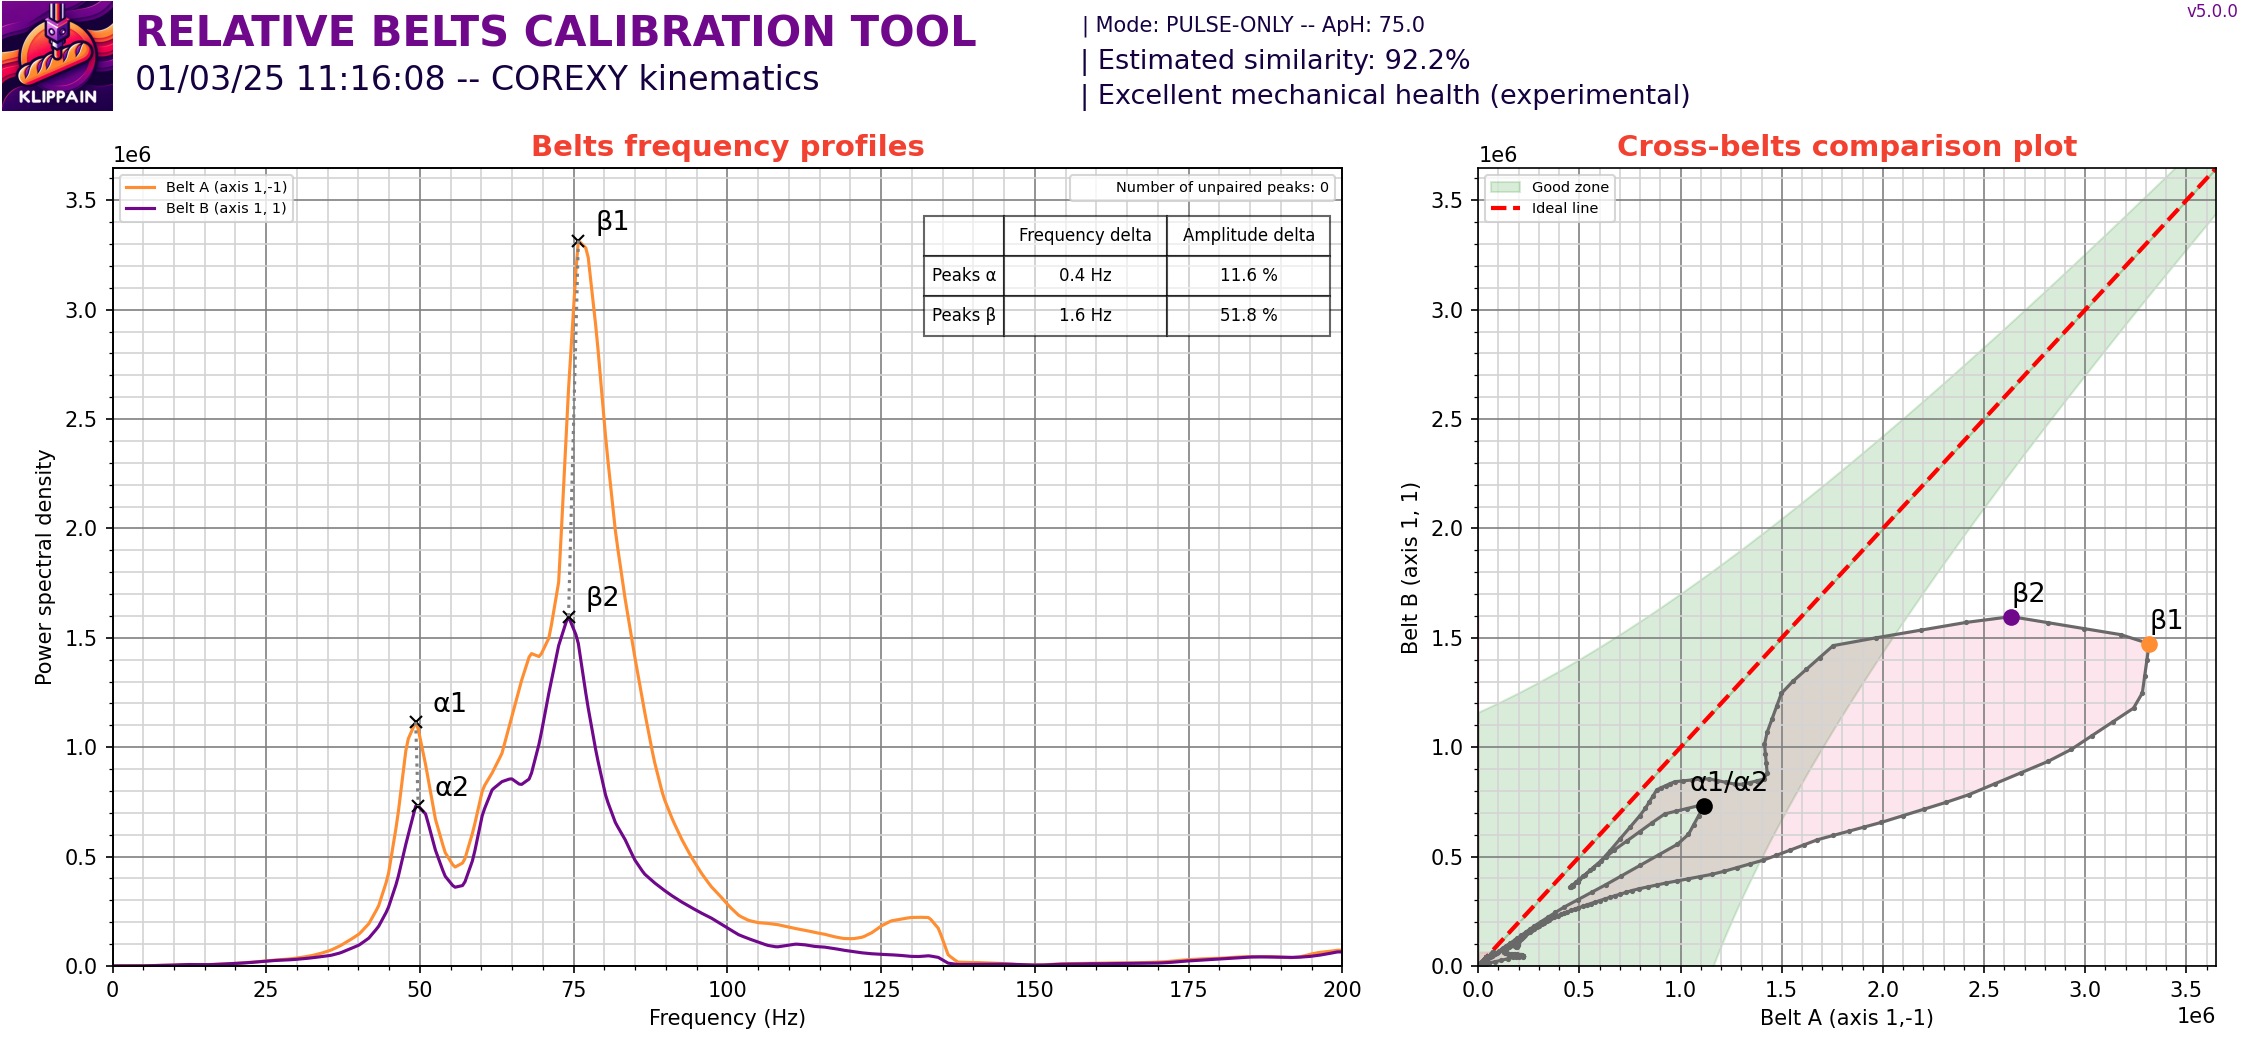 KLIPPAIN
RELATIVE BELTS CALIBRATION TOOL
01/03/25 11:16:08 -- COREXY kinematics
| Mode: PULSE-ONLY -- ApH: 75.0
| Estimated similarity: 92.2%
| Excellent mechanical health (experimental)
v5.0.0
Belts frequency profiles
1e6
Belt A (axis 1,-1)
Belt B (axis 1, 1)
Number of unpaired peaks: 0
Frequency delta Amplitude delta
Peaks α 0.4 Hz 11.6 %
Peaks β 1.6 Hz 51.8 %
β1
β2
α1
α2
3.5
3.0
2.5
2.0
1.5
1.0
0.5
0.0
Power spectral density
0 25 50 75 100 125 150 175 200
Frequency (Hz)
Cross-belts comparison plot
1e6
Good zone
Ideal line
β2
β1
α1/α2
3.5
3.0
2.5
2.0
1.5
1.0
0.5
0.0
Belt B (axis 1, 1)
0.0 0.5 1.0 1.5 2.0 2.5 3.0 3.5
Belt A (axis 1,-1)
1e6